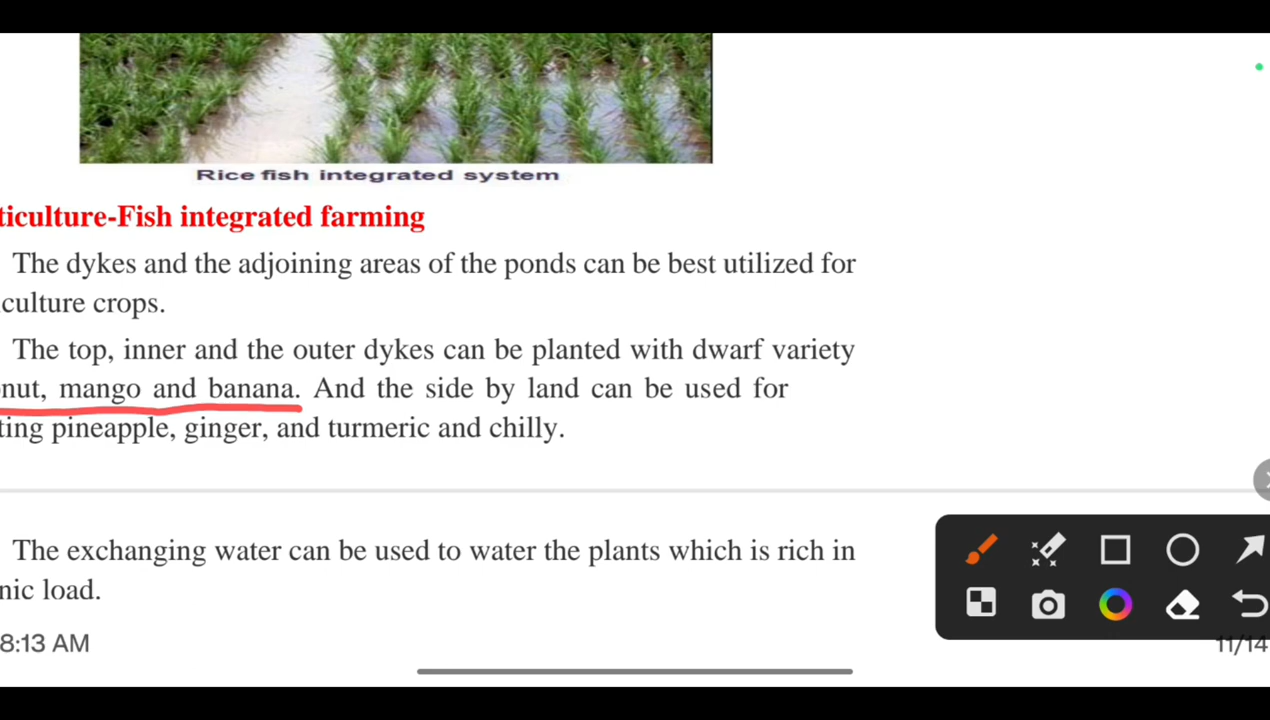 Rice fish integrated system
ticulture-Fish integrated farming
The dykes and the adjoining areas of the ponds can be best utilized for
culture crops.
The top, inner and the outer dykes can be planted with dwarf variety
nut, mango and banana. And the side by land can be used for
ting pineapple, ginger, and turmeric and chilly.
The exchanging water can be used to water the plants which is rich in
nic load.
8:13 AM
11/14